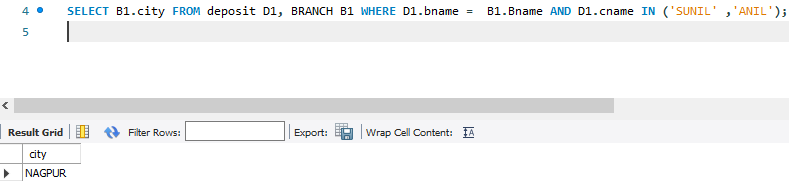 4 SELECT B1.city FROM deposit D1, BRANCH B1 WHERE D1.bname =  B1.Bname AND D1.cname IN ('SUNIL' ,'ANIL');
5
Result Grid Filter Rows: Export: Wrap Cell Content:
city
NAGPUR